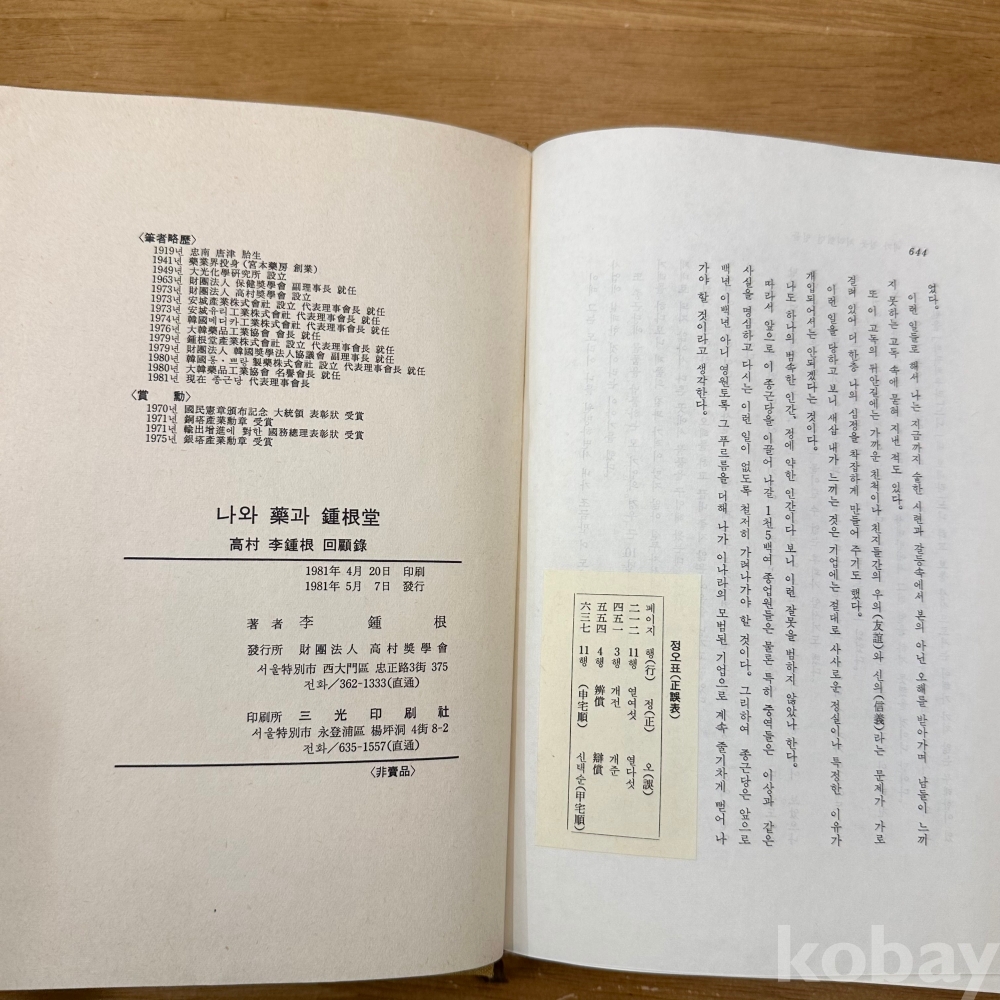 〈筆者略歷〉
1919년 忠南 唐津 胎生
1941년 藥業界投身(宮本藥房 創業)
1949년 大光化學硏究所 設立
1963년 財團法人 保健奬學會 副理事長 就任
1973년 財團法人 高村奬學會 設立
1973년 安城產業株式會社 設立 代表理事會長 就任
1973년 安城유리工業株式會社 代表理事會長 就任
1974년 韓國메디카工業株式會社 代表理事會長 就任
1976년 大韓藥品工業協會 會長 就任
1979년 鍾根堂產業株式會社 設立 代表理事會長 就任
1979년 財團法人 韓國奬學法人協議會 副理事長 就任
1980년 韓國롱·쁘랑 製藥株式會社 代表理事會長 就任
1980년 大韓藥品工業協會 名譽會長 就任
1981년 現在 종근당 代表理事會長
〈賞 勳〉
1970년 國民憲章頒布記念 大統領 表彰狀 受賞
1971년 銅塔產業勳章 受賞
1971년 輸出增進에 對한 國務總理表彰狀 受賞
1975년 銀塔產業勳章 受賞
나와 藥과 鍾根堂
高村 李鍾根 回顧錄
1981年 4月 20日 印刷
1981年 5月 7日 發行
著者 李 鍾 根
發行所 財團法人 高村奬學會
서울特別市 西大門區 忠正路3街 375
전화/362-1333(直通)
印刷所 三光印刷社
서울特別市 永登浦區 楊坪洞 4街 8-2
전화/635-1557(直通)
〈非賣品〉
644
었다.
이런 일들로 해서 나는 지금까지 숱한 시련과 갈등속에서 본의 아닌 오해를 받아가며 남들이 느끼
지 못하는 고독 속에 묻혀 지낸 적도 있다.
또 이 고독의 뒤안길에는 가까운 친척이나 친지들간의 우의(友誼)와 신의(信義)라는 문제가 가로
걸려 있어 더 한층 나의 심정을 착잡하게 만들어 주기도 했다.
이런 일을 당하고 보니 새삼 내가 느끼는 것은 기업에는 절대로 사사로운 정실이나 특정한 이유가
개입되어서는 안되겠다는 것이다.
나도 하나의 범속한 인간, 정에 약한 인간이다 보니 이런 잘못을 범하지 않았나 한다.
따라서 앞으로 이 종근당을 이끌어 나갈 1천5백여 종업원들은 물론 특히 중역들은 이상과 같은
사실을 명심하고 다시는 이런 일이 없도록 철저히 가려나가야 할 것이다. 그리하여 종근당은 앞으로
백년 이백년 아니 영원토록 그 푸르름을 더해 나가 이나라의 모범된 기업으로 계속 줄기차게 뻗어 나
가야 할 것이라고 생각한다.
정오표(正誤表)
페이지 행(行) 정(正) 오(誤)
二一二 11행 열여섯 열다섯
四五一 3행 개전 개준
五五四 4행 辨償 辯償
六三七 11행 (申宅順) 신택순(甲宅順)
kobay